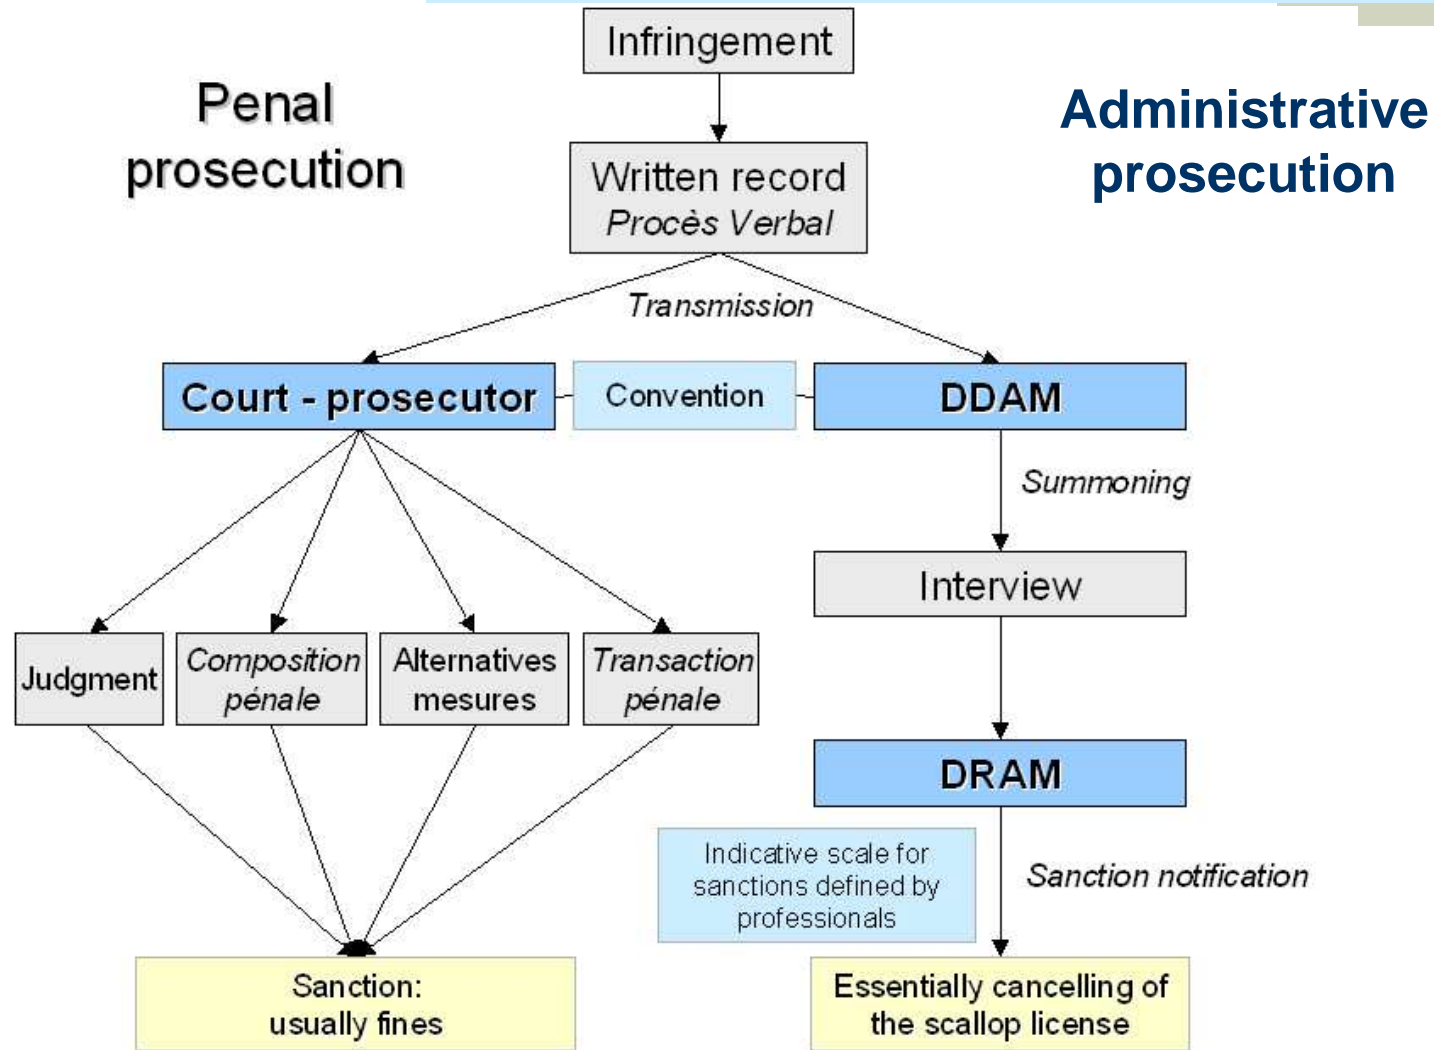 Infringement
Penal
prosecution
Administrative
prosecution
Written record
Procès Verbal
Transmission
Court - prosecutor
Convention
DDAM
Summoning
Interview
Judgment
Composition
pénale
Alternatives
mesures
Transaction
pénale
DRAM
Indicative scale for
sanctions defined by
professionals
Sanction notification
Sanction:
usually fines
Essentially cancelling of
the scallop license